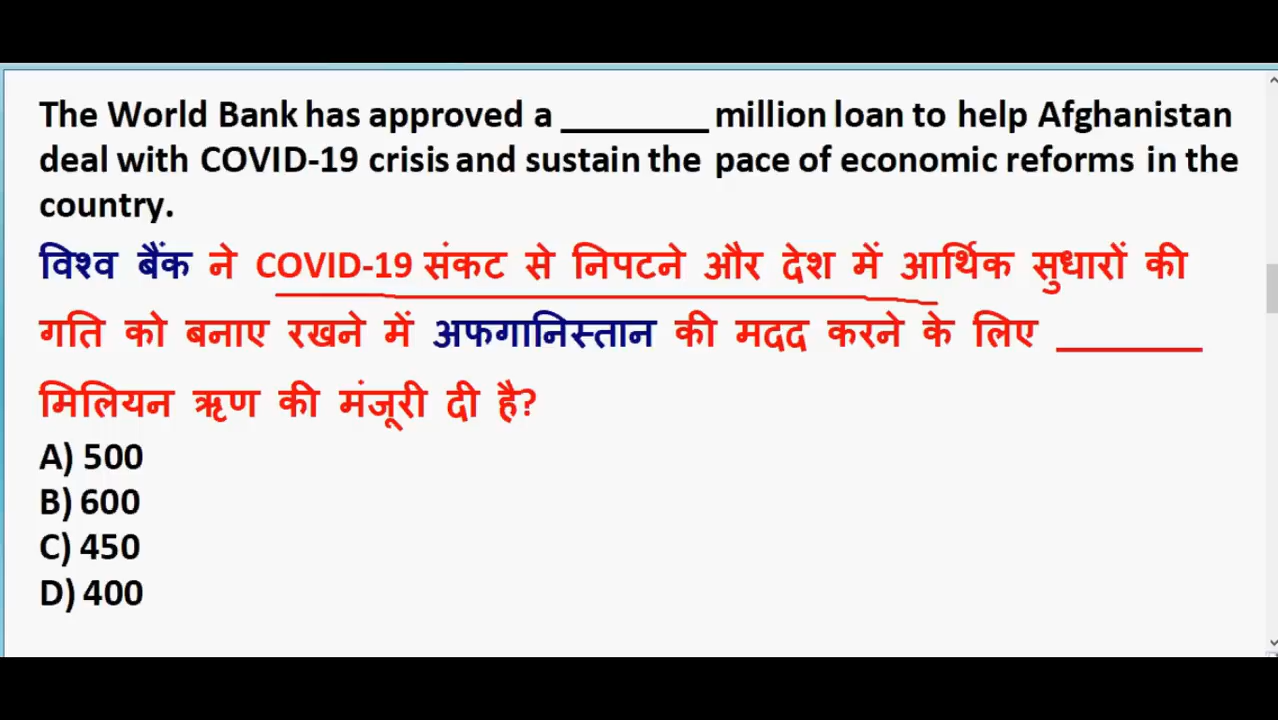 The World Bank has approved a ________ million loan to help Afghanistan
deal with COVID-19 crisis and sustain the pace of economic reforms in the
country.
विश्व बैंक ने COVID-19 संकट से निपटने और देश में आर्थिक सुधारों की
गति को बनाए रखने में अफगानिस्तान की मदद करने के लिए ________
मिलियन ऋण की मंजूरी दी है?
A) 500
B) 600
C) 450
D) 400